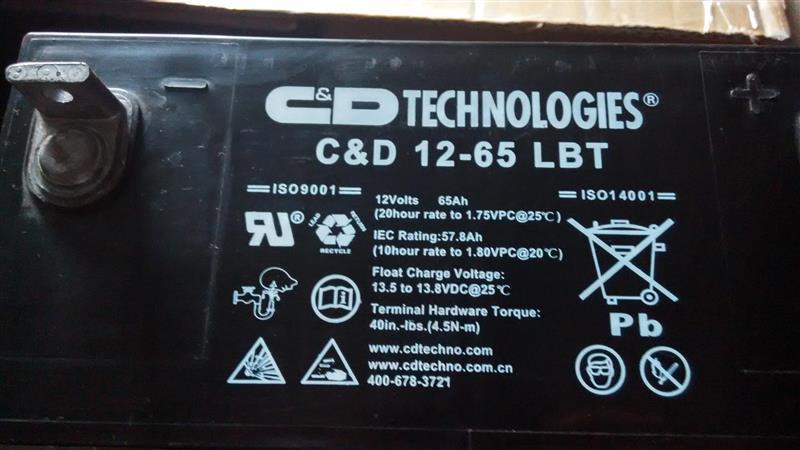 C&D TECHNOLOGIES®
C&D 12-65 LBT
ISO9001
12Volts 65Ah
(20hour rate to 1.75VPC@25℃)
IEC Rating:57.8Ah
(10hour rate to 1.80VPC@20℃)
Float Charge Voltage:
13.5 to 13.8VDC@25℃
Terminal Hardware Torque:
40in.-lbs.(4.5N-m)
www.cdtechno.com
www.cdtechno.com.cn
400-678-3721
ISO14001
LEAD RETURN
RECYCLE
Pb